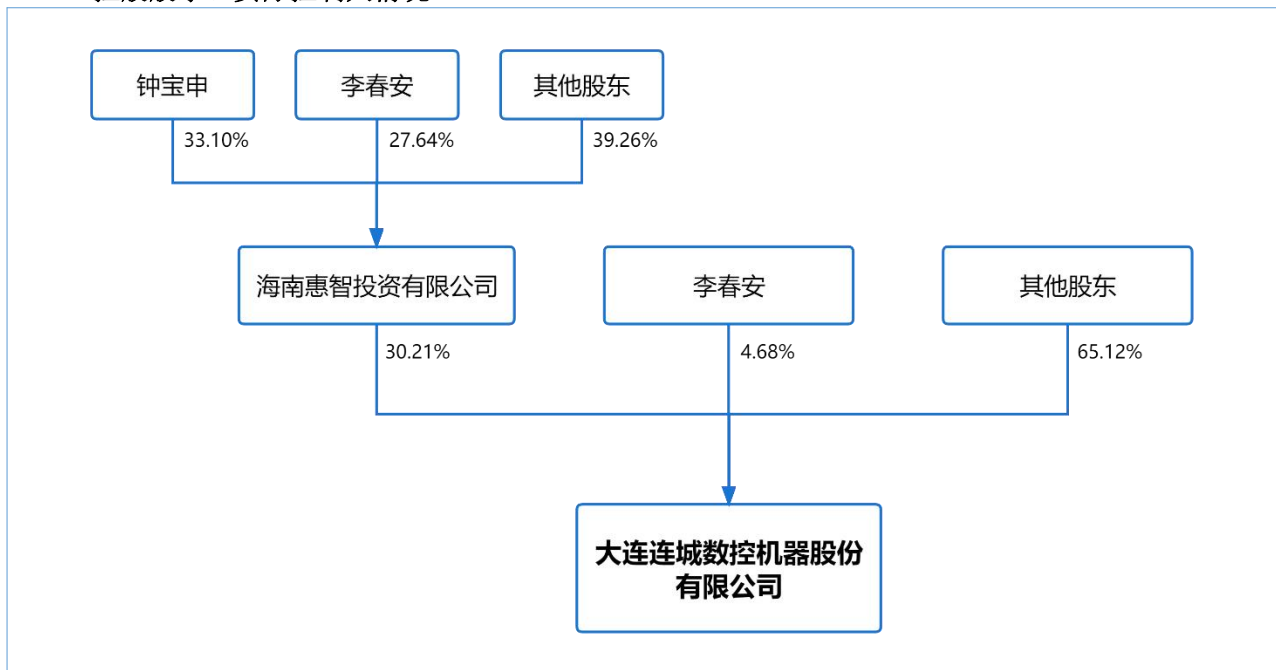 钟宝申
李春安
其他股东
33.10%
27.64%
39.26%
海南惠智投资有限公司
李春安
其他股东
30.21%
4.68%
65.12%
大连连城数控机器股份
有限公司